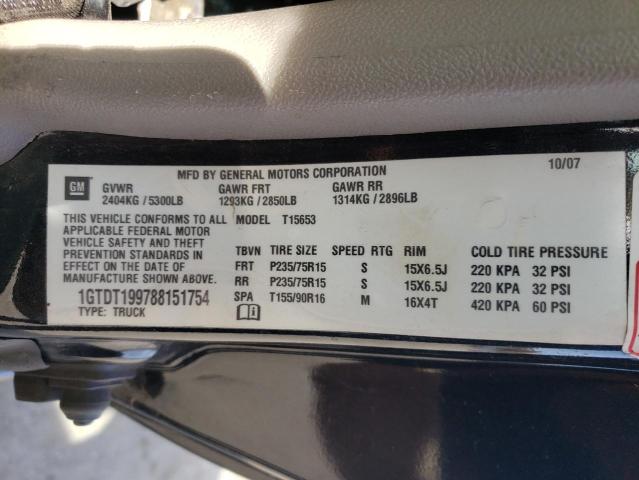 MFD BY GENERAL MOTORS CORPORATION 10/07
GM
GVWR GAWR FRT GAWR RR
2404KG / 5300LB 1293KG / 2850LB 1314KG / 2896LB
THIS VEHICLE CONFORMS TO ALL
APPLICABLE FEDERAL MOTOR
VEHICLE SAFETY AND THEFT
PREVENTION STANDARDS IN
EFFECT ON THE DATE OF
MANUFACTURE SHOWN ABOVE.
1GTDT199788151754
TYPE: TRUCK
MODEL T15653
TBVN TIRE SIZE SPEED RTG RIM COLD TIRE PRESSURE
FRT P235/75R15 S 15X6.5J 220 KPA 32 PSI
RR P235/75R15 S 15X6.5J 220 KPA 32 PSI
SPA T155/90R16 M 16X4T 420 KPA 60 PSI